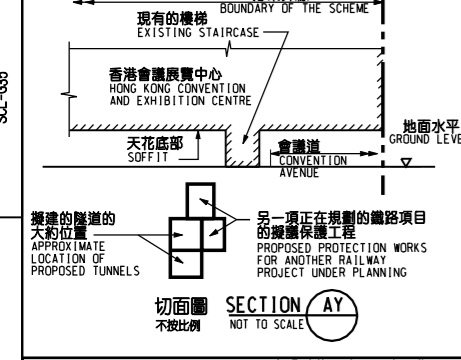 BOUNDARY OF THE SCHEME
現有的樓梯
EXISTING STAIRCASE
香港會議展覽中心
HONG KONG CONVENTION
AND EXHIBITION CENTRE
天花底部
SOFFIT
會議道
CONVENTION
AVENUE
地面水平
GROUND LEVE
擬建的隧道的
大約位置
APPROXIMATE
LOCATION OF
PROPOSED TUNNELS
另一項正在規劃的鐵路項目
的擬議保護工程
PROPOSED PROTECTION WORKS
FOR ANOTHER RAILWAY
PROJECT UNDER PLANNING
切面圖 SECTION AY
不按比例 NOT TO SCALE